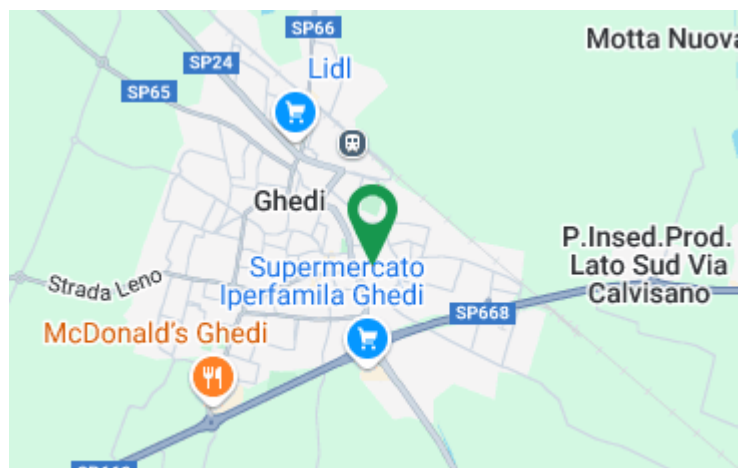 SP66
Motta Nuova
SP24
Lidl
SP65
Ghedi
P.Insed.Prod.
Lato Sud Via
Calvisano
Supermercato
Iperfamila Ghedi
Strada Leno
SP668
McDonald's Ghedi